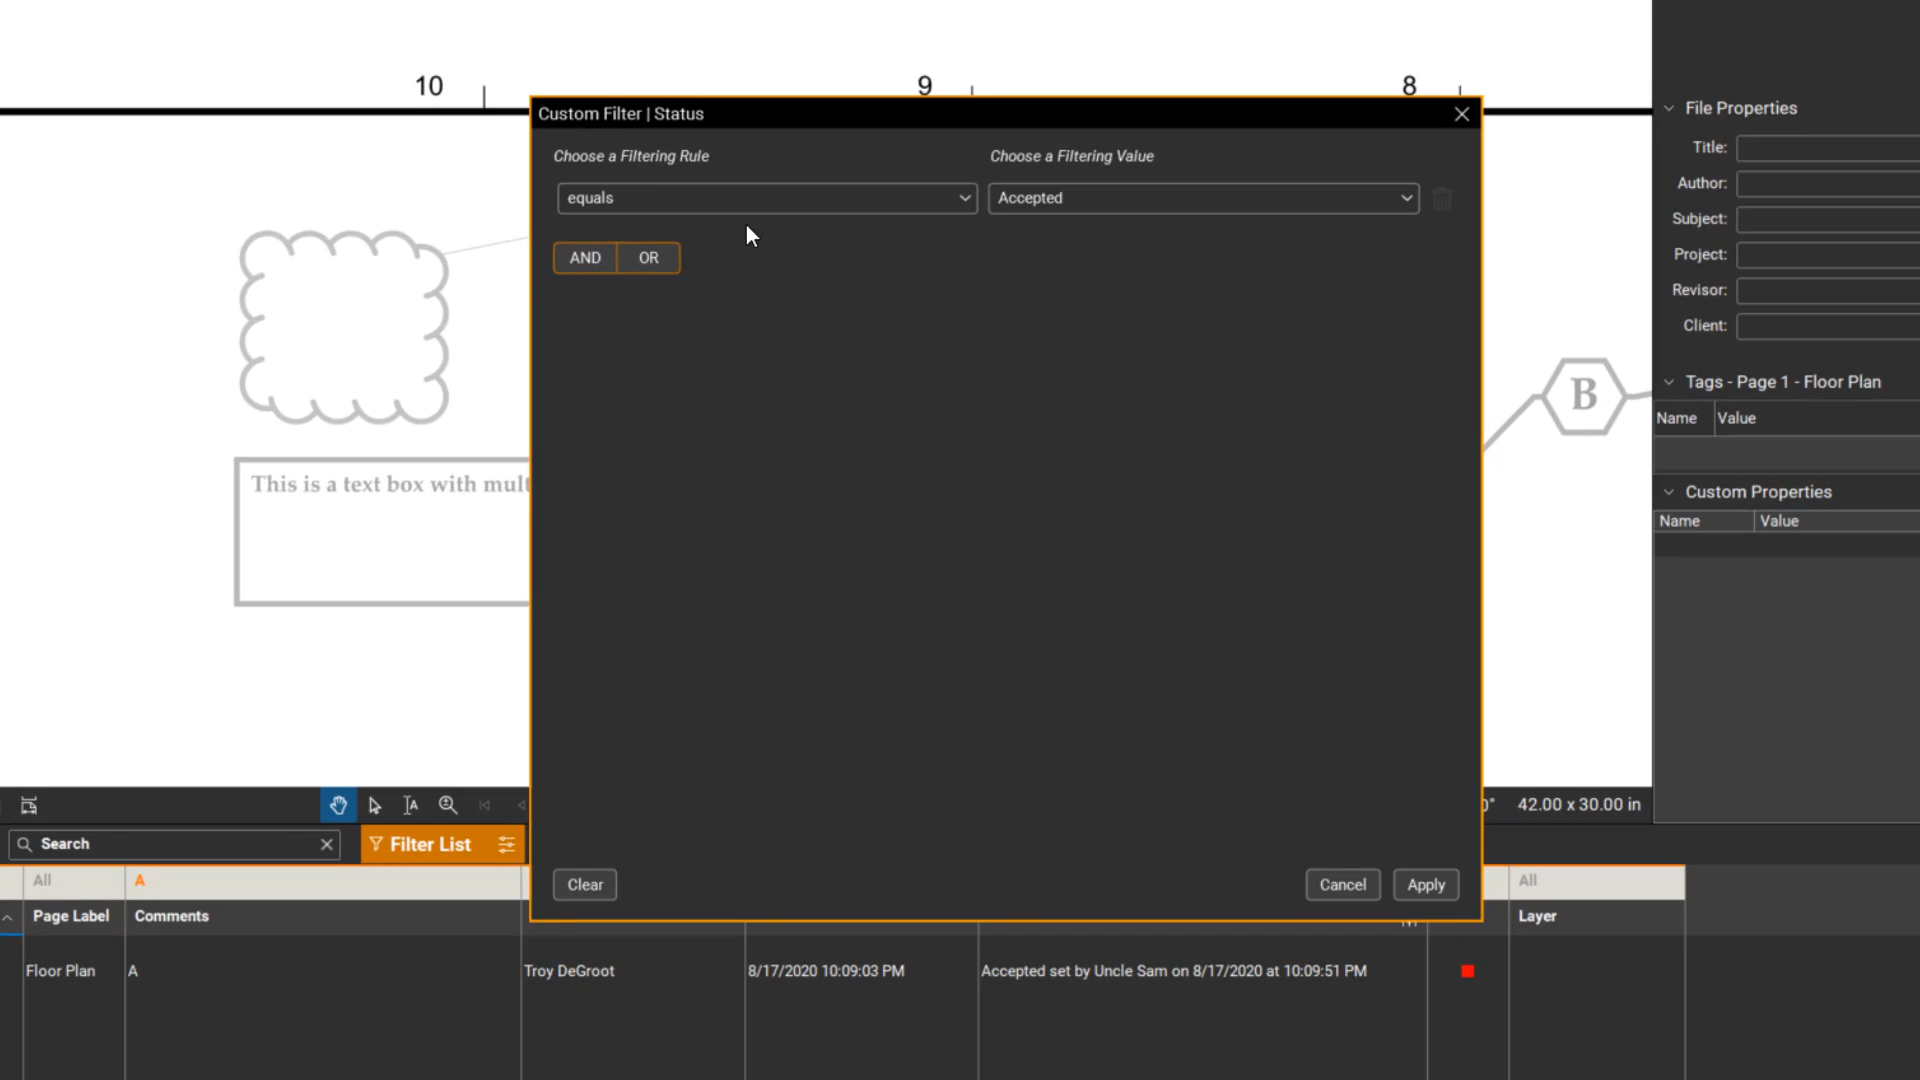 10 9 8
Custom Filter | Status
Choose a Filtering Rule Choose a Filtering Value
equals Accepted
AND OR
Clear Cancel Apply
This is a text box with mult
B
File Properties
Title:
Author:
Subject:
Project:
Revisor:
Client:
Tags - Page 1 - Floor Plan
Name Value
Custom Properties
Name Value
42.00 x 30.00 in
Search Filter List
All A All
Page Label Comments Layer
Floor Plan A Troy DeGroot 8/17/2020 10:09:03 PM Accepted set by Uncle Sam on 8/17/2020 at 10:09:51 PM